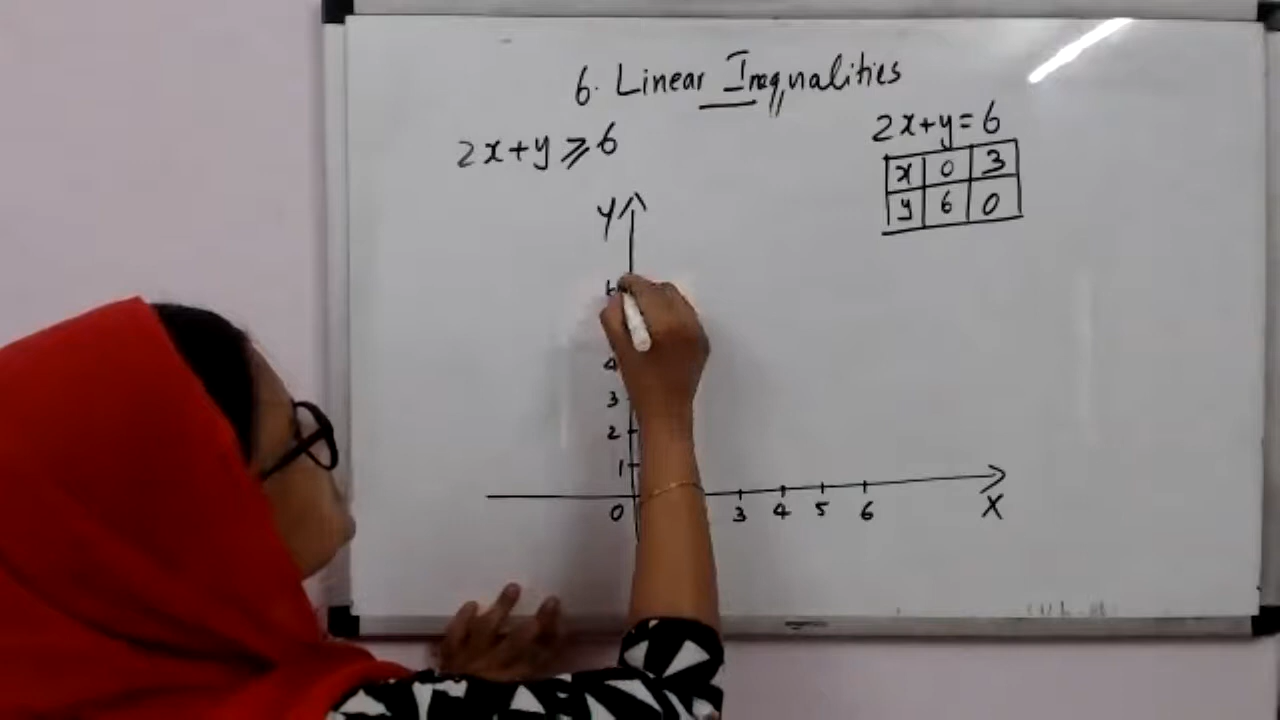 6. Linear Inequalities
2x+y≥6
2x+y=6
x 0 3
y 6 0
Y
6
4
3
2
1
0 3 4 5 6 X